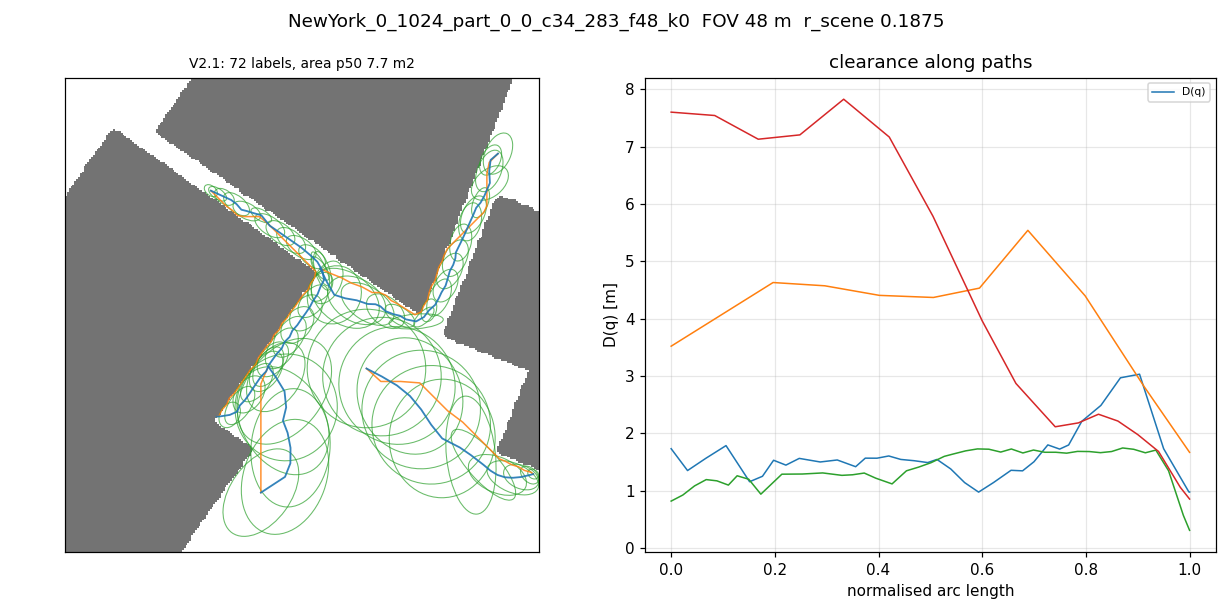 NewYork_0_1024_part_0_0_c34_283_f48_k0 FOV 48 m r_scene 0.1875
V2.1: 72 labels, area p50 7.7 m2
clearance along paths
D(q)
8
7
6
5
4
3
2
1
0
D(q) [m]
0.0 0.2 0.4 0.6 0.8 1.0
normalised arc length